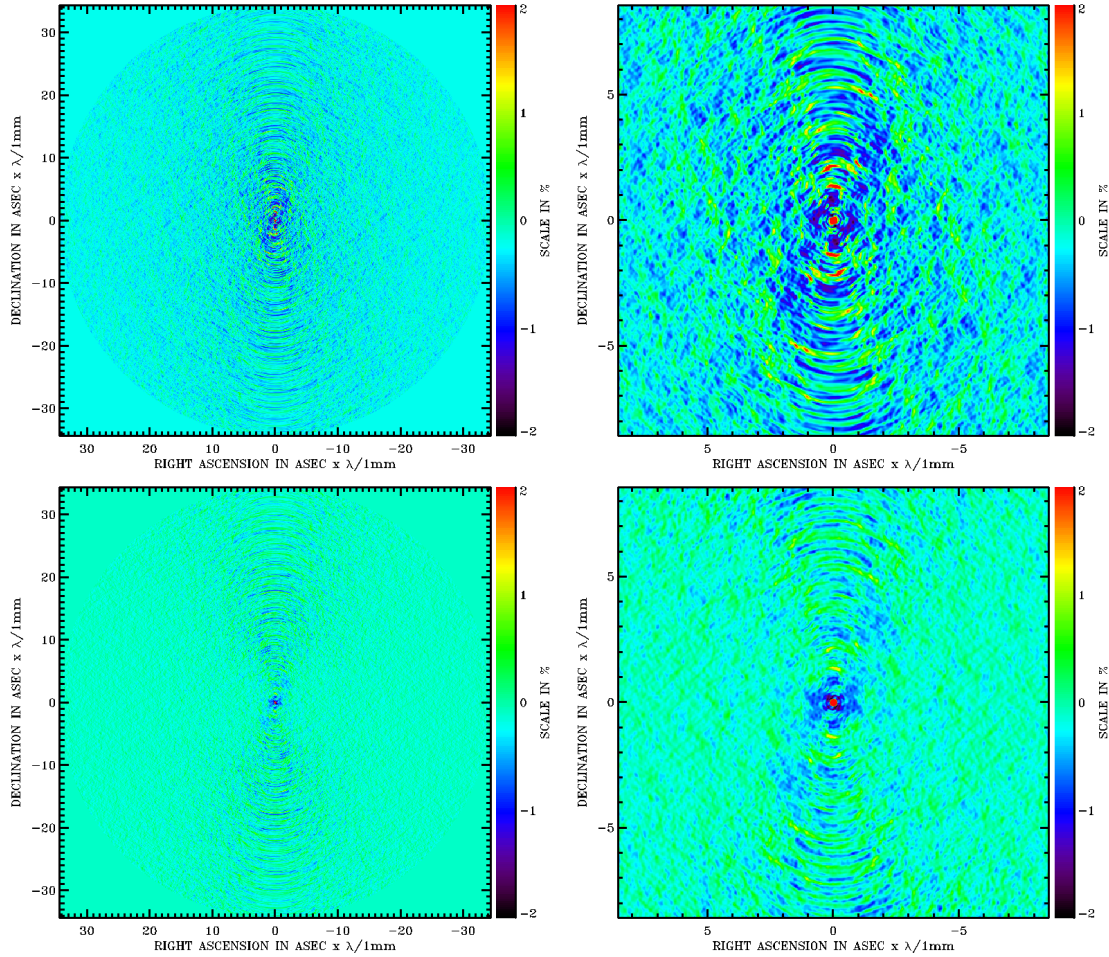 30
20
10
0
-10
-20
-30
DECLINATION IN ASEC x λ/1mm
30 20 10 0 -10 -20 -30
RIGHT ASCENSION IN ASEC x λ/1mm
2
1
0
-1
-2
SCALE IN %
5
0
-5
DECLINATION IN ASEC x λ/1mm
5 0 -5
RIGHT ASCENSION IN ASEC x λ/1mm
2
1
0
-1
-2
SCALE IN %
30
20
10
0
-10
-20
-30
DECLINATION IN ASEC x λ/1mm
30 20 10 0 -10 -20 -30
RIGHT ASCENSION IN ASEC x λ/1mm
2
1
0
-1
-2
SCALE IN %
5
0
-5
DECLINATION IN ASEC x λ/1mm
5 0 -5
RIGHT ASCENSION IN ASEC x λ/1mm
2
1
0
-1
-2
SCALE IN %